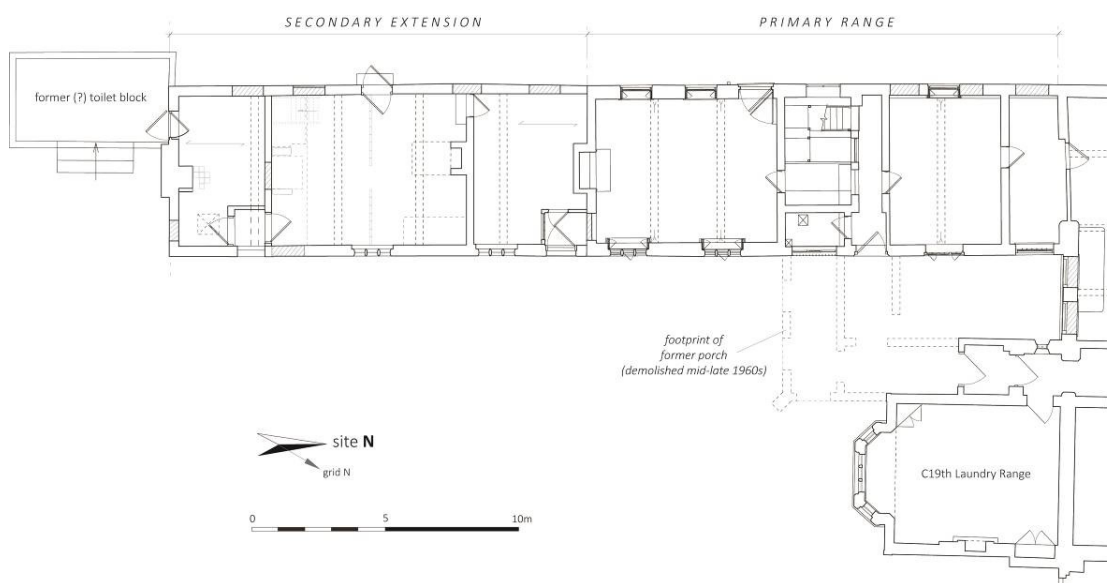 SECONDARY EXTENSION
PRIMARY RANGE
former (?) toilet block
footprint of
former porch
(demolished mid-late 1960s)
site N
grid N
C19th Laundry Range
0 5 10m